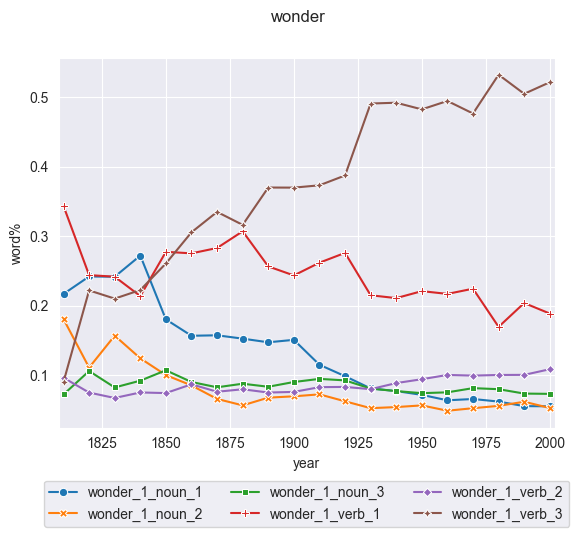 wonder
0.5
0.4
0.3
0.2
0.1
word%
1825 1850 1875 1900 1925 1950 1975 2000
year
wonder_1_noun_1 wonder_1_noun_3 wonder_1_verb_2
wonder_1_noun_2 wonder_1_verb_1 wonder_1_verb_3